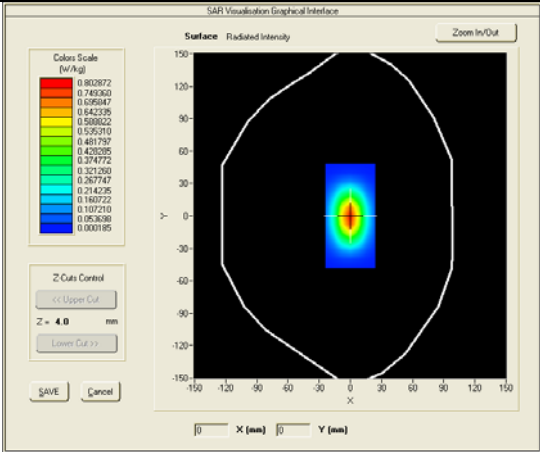 SAR Visualisation Graphical Interface
Surface Radiated Intensity
Zoom In/Out
Colors Scale
(W/kg)
0.802872
0.749360
0.695847
0.642335
0.588822
0.535310
0.481797
0.428285
0.374772
0.321260
0.267747
0.214235
0.160722
0.107210
0.053698
0.000185
Z-Cuts Control
<< Upper Cut
Z = 4.0 mm
Lower Cut >>
SAVE Cancel
150
120
90
60
30
0
-30
-60
-90
-120
-150
Y
-150 -120 -90 -60 -30 0 30 60 90 120 150
X
0 X (mm) 0 Y (mm)